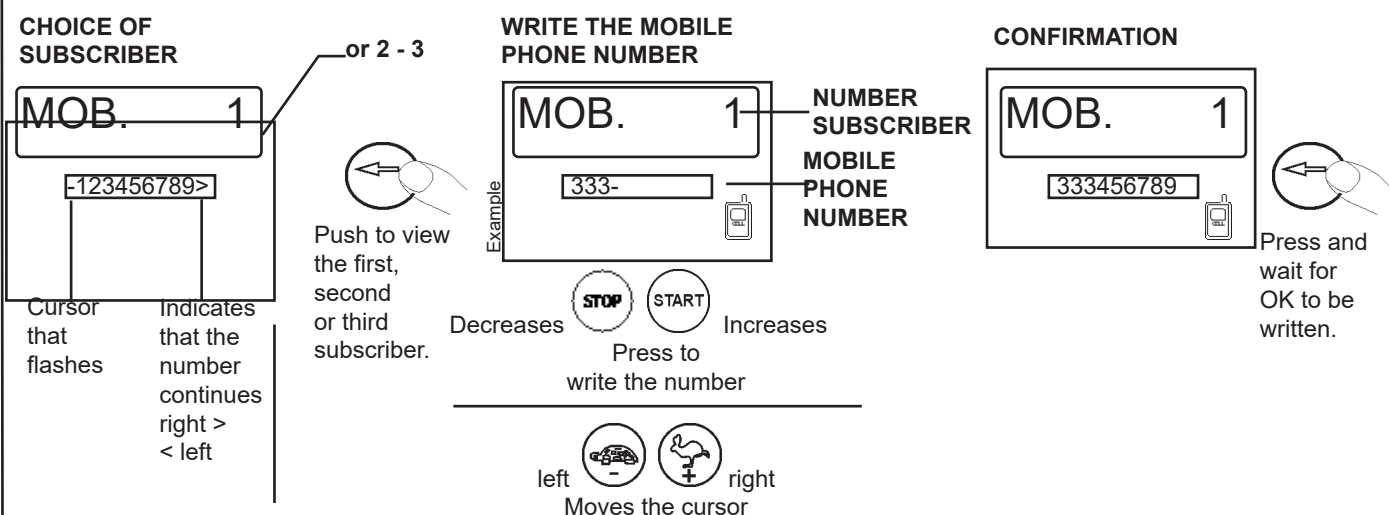 CHOICE OF
SUBSCRIBER
or 2 - 3
MOB. 1
-123456789>
Cursor
that
flashes
Indicates
that the
number
continues
right >
< left
Push to view
the first,
second
or third
subscriber.
WRITE THE MOBILE
PHONE NUMBER
MOB. 1
NUMBER
SUBSCRIBER
333-
MOBILE
PHONE
NUMBER
Example
CELL
Decreases STOP START Increases
Press to
write the number
left - + right
Moves the cursor
CONFIRMATION
MOB. 1
333456789
CELL
Press and
wait for
OK to be
written.